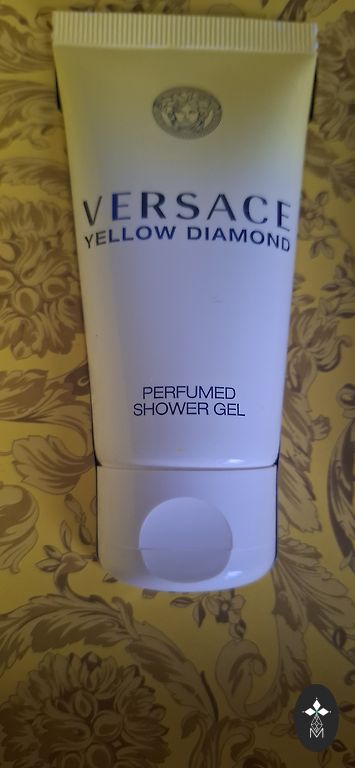 VERSACE
YELLOW DIAMOND
PERFUMED
SHOWER GEL
M